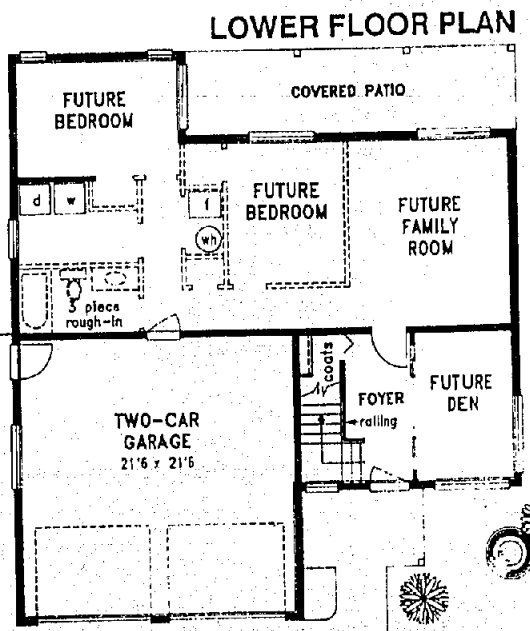 LOWER FLOOR PLAN
COVERED PATIO
FUTURE
BEDROOM
d
w
f
wh
FUTURE
BEDROOM
FUTURE
FAMILY
ROOM
3 piece
rough-in
coats
FOYER
railing
FUTURE
DEN
TWO-CAR
GARAGE
21'6 x 21'6